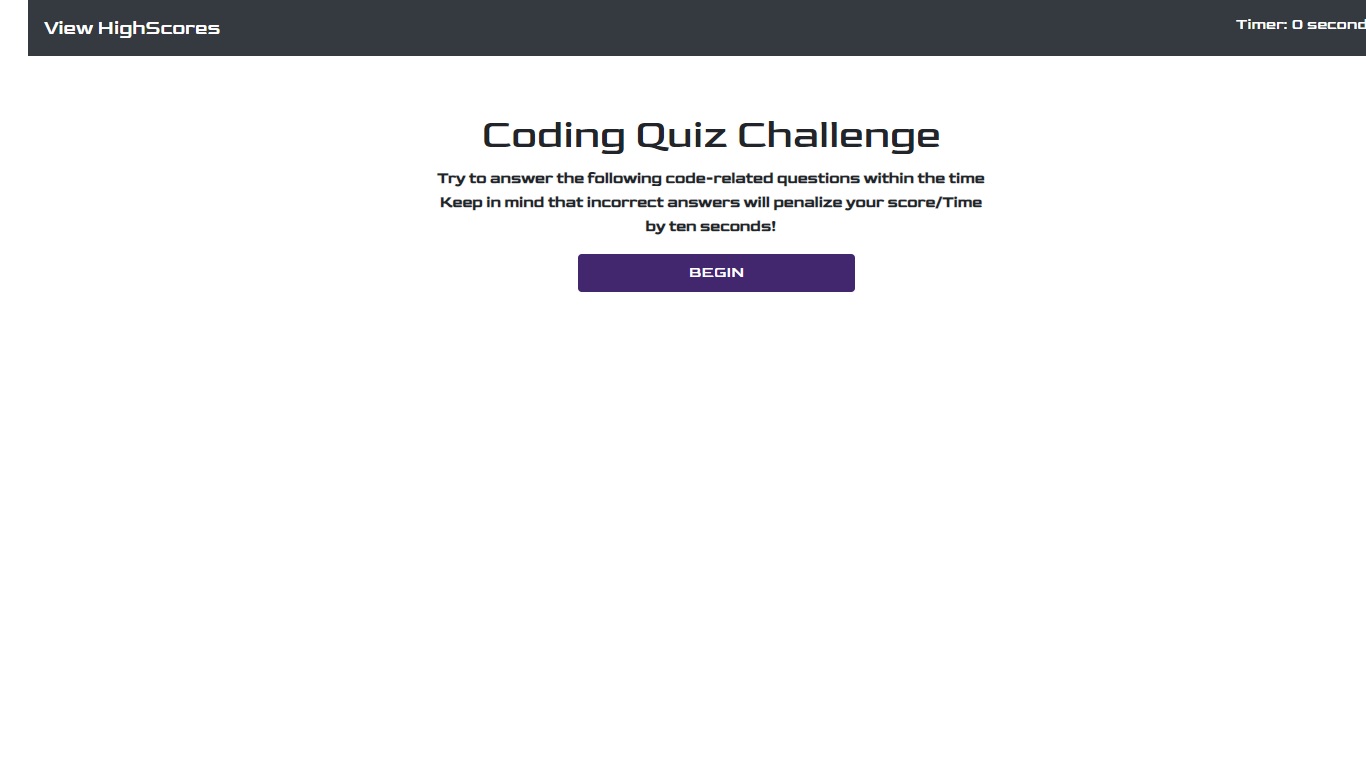 View HighScores
Timer: 0 second
Coding Quiz Challenge
Try to answer the following code-related questions within the time
Keep in mind that incorrect answers will penalize your score/Time
by ten seconds!
BEGIN